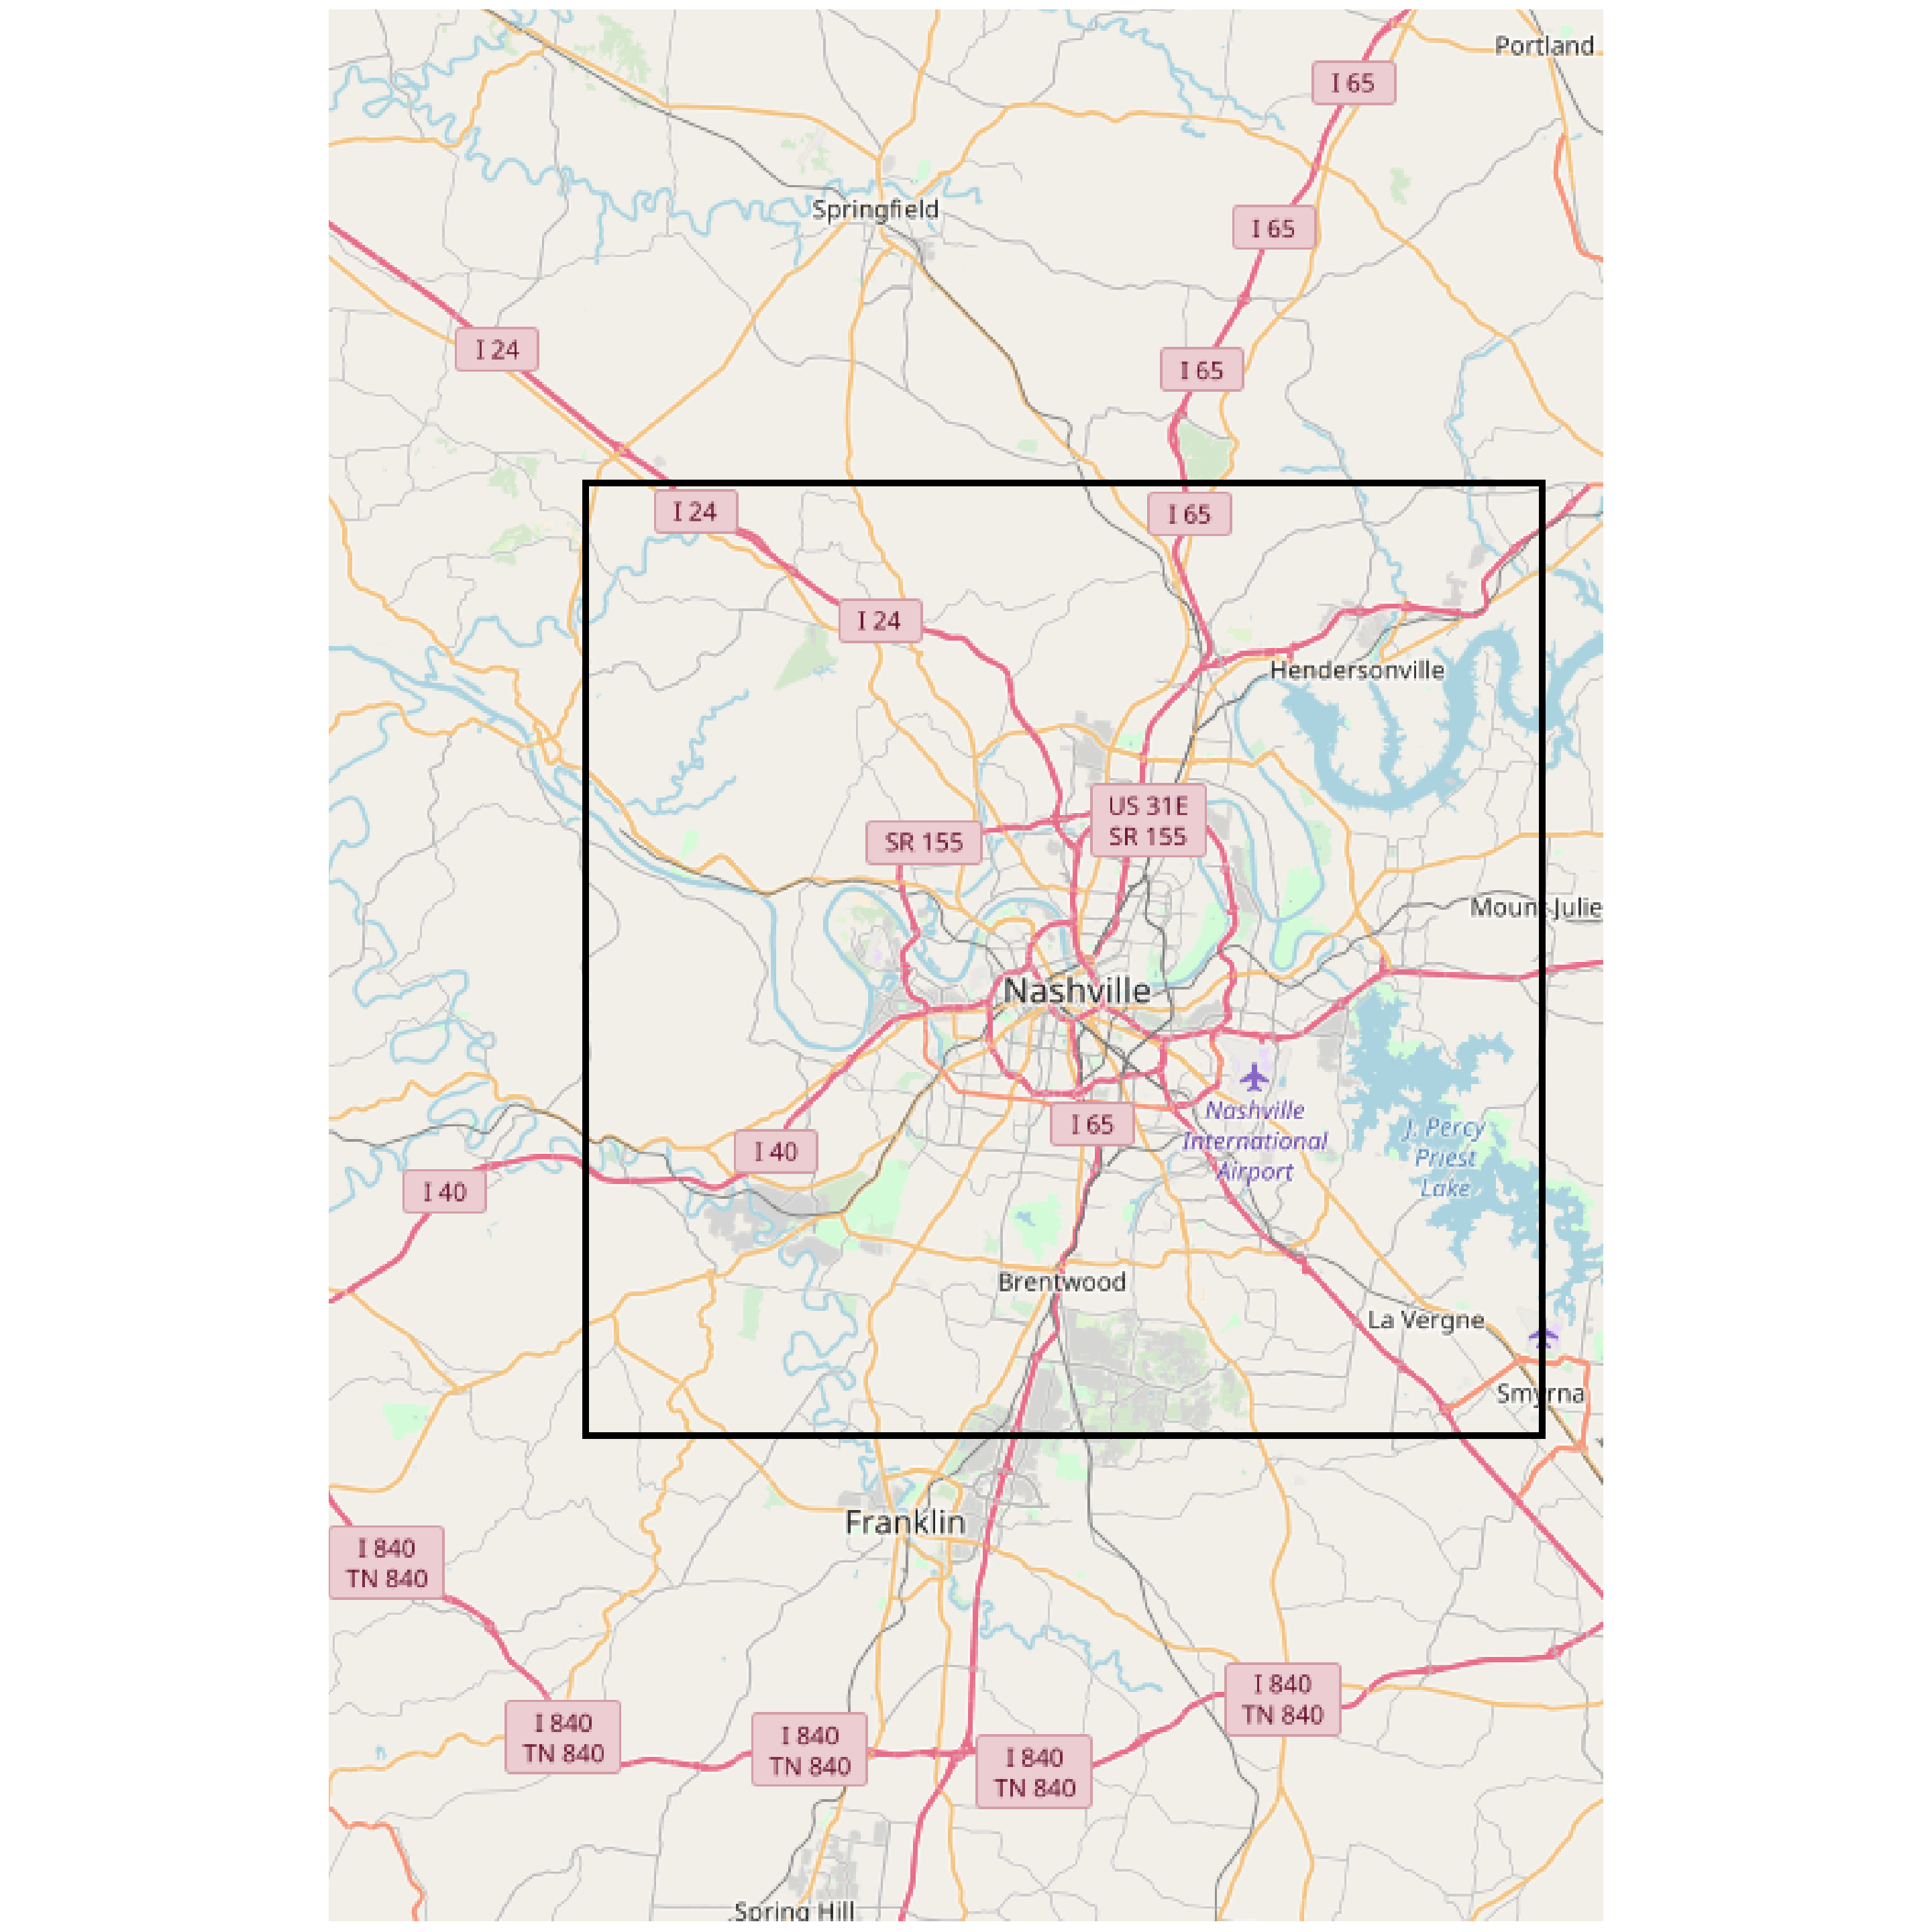 Portland
I 65
Springfield
I 65
I 24
I 65
I 24
I 65
I 24
Hendersonville
US 31E
SR 155
SR 155
Mount Julie
Nashville
Nashville
International
Airport
I 65
J. Percy
Priest
Lake
I 40
I 40
Brentwood
La Vergne
Smyrna
Franklin
I 840
TN 840
I 840
TN 840
I 840
TN 840
I 840
TN 840
I 840
TN 840
Spring Hill